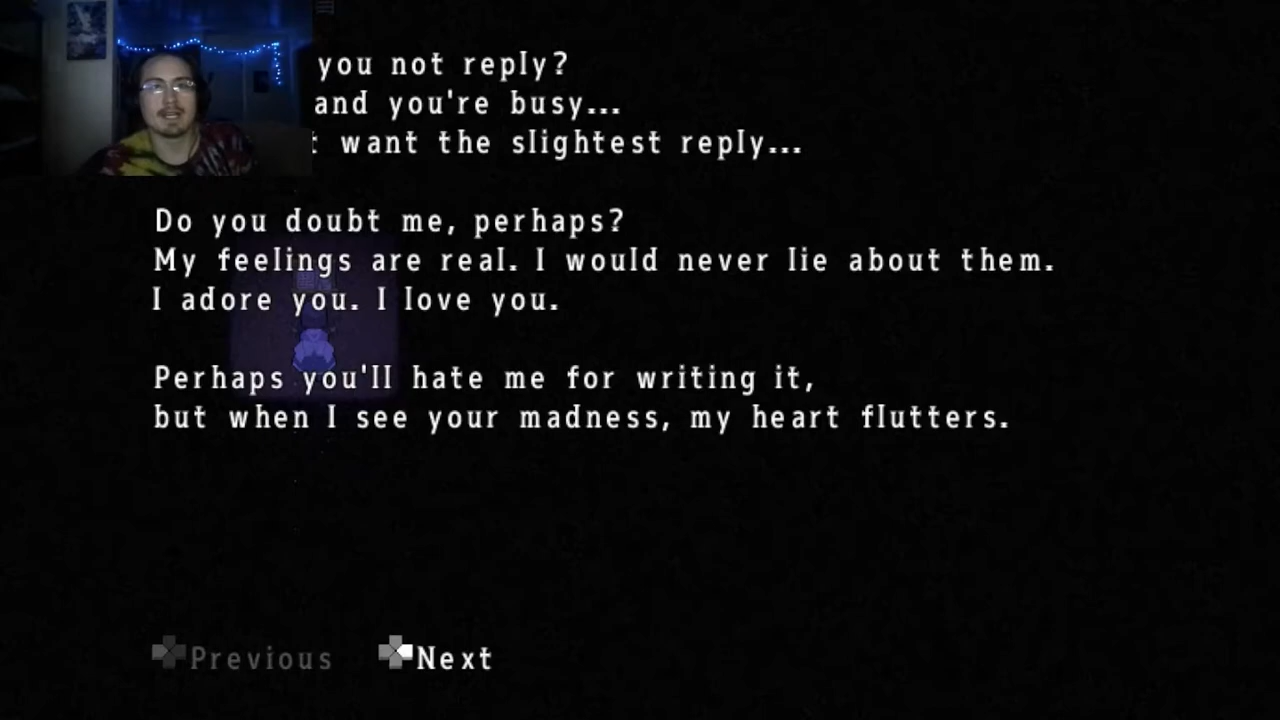 you not reply?
and you're busy...
want the slightest reply...
Do you doubt me, perhaps?
My feelings are real. I would never lie about them.
I adore you. I love you.
Perhaps you'll hate me for writing it,
but when I see your madness, my heart flutters.
Previous Next